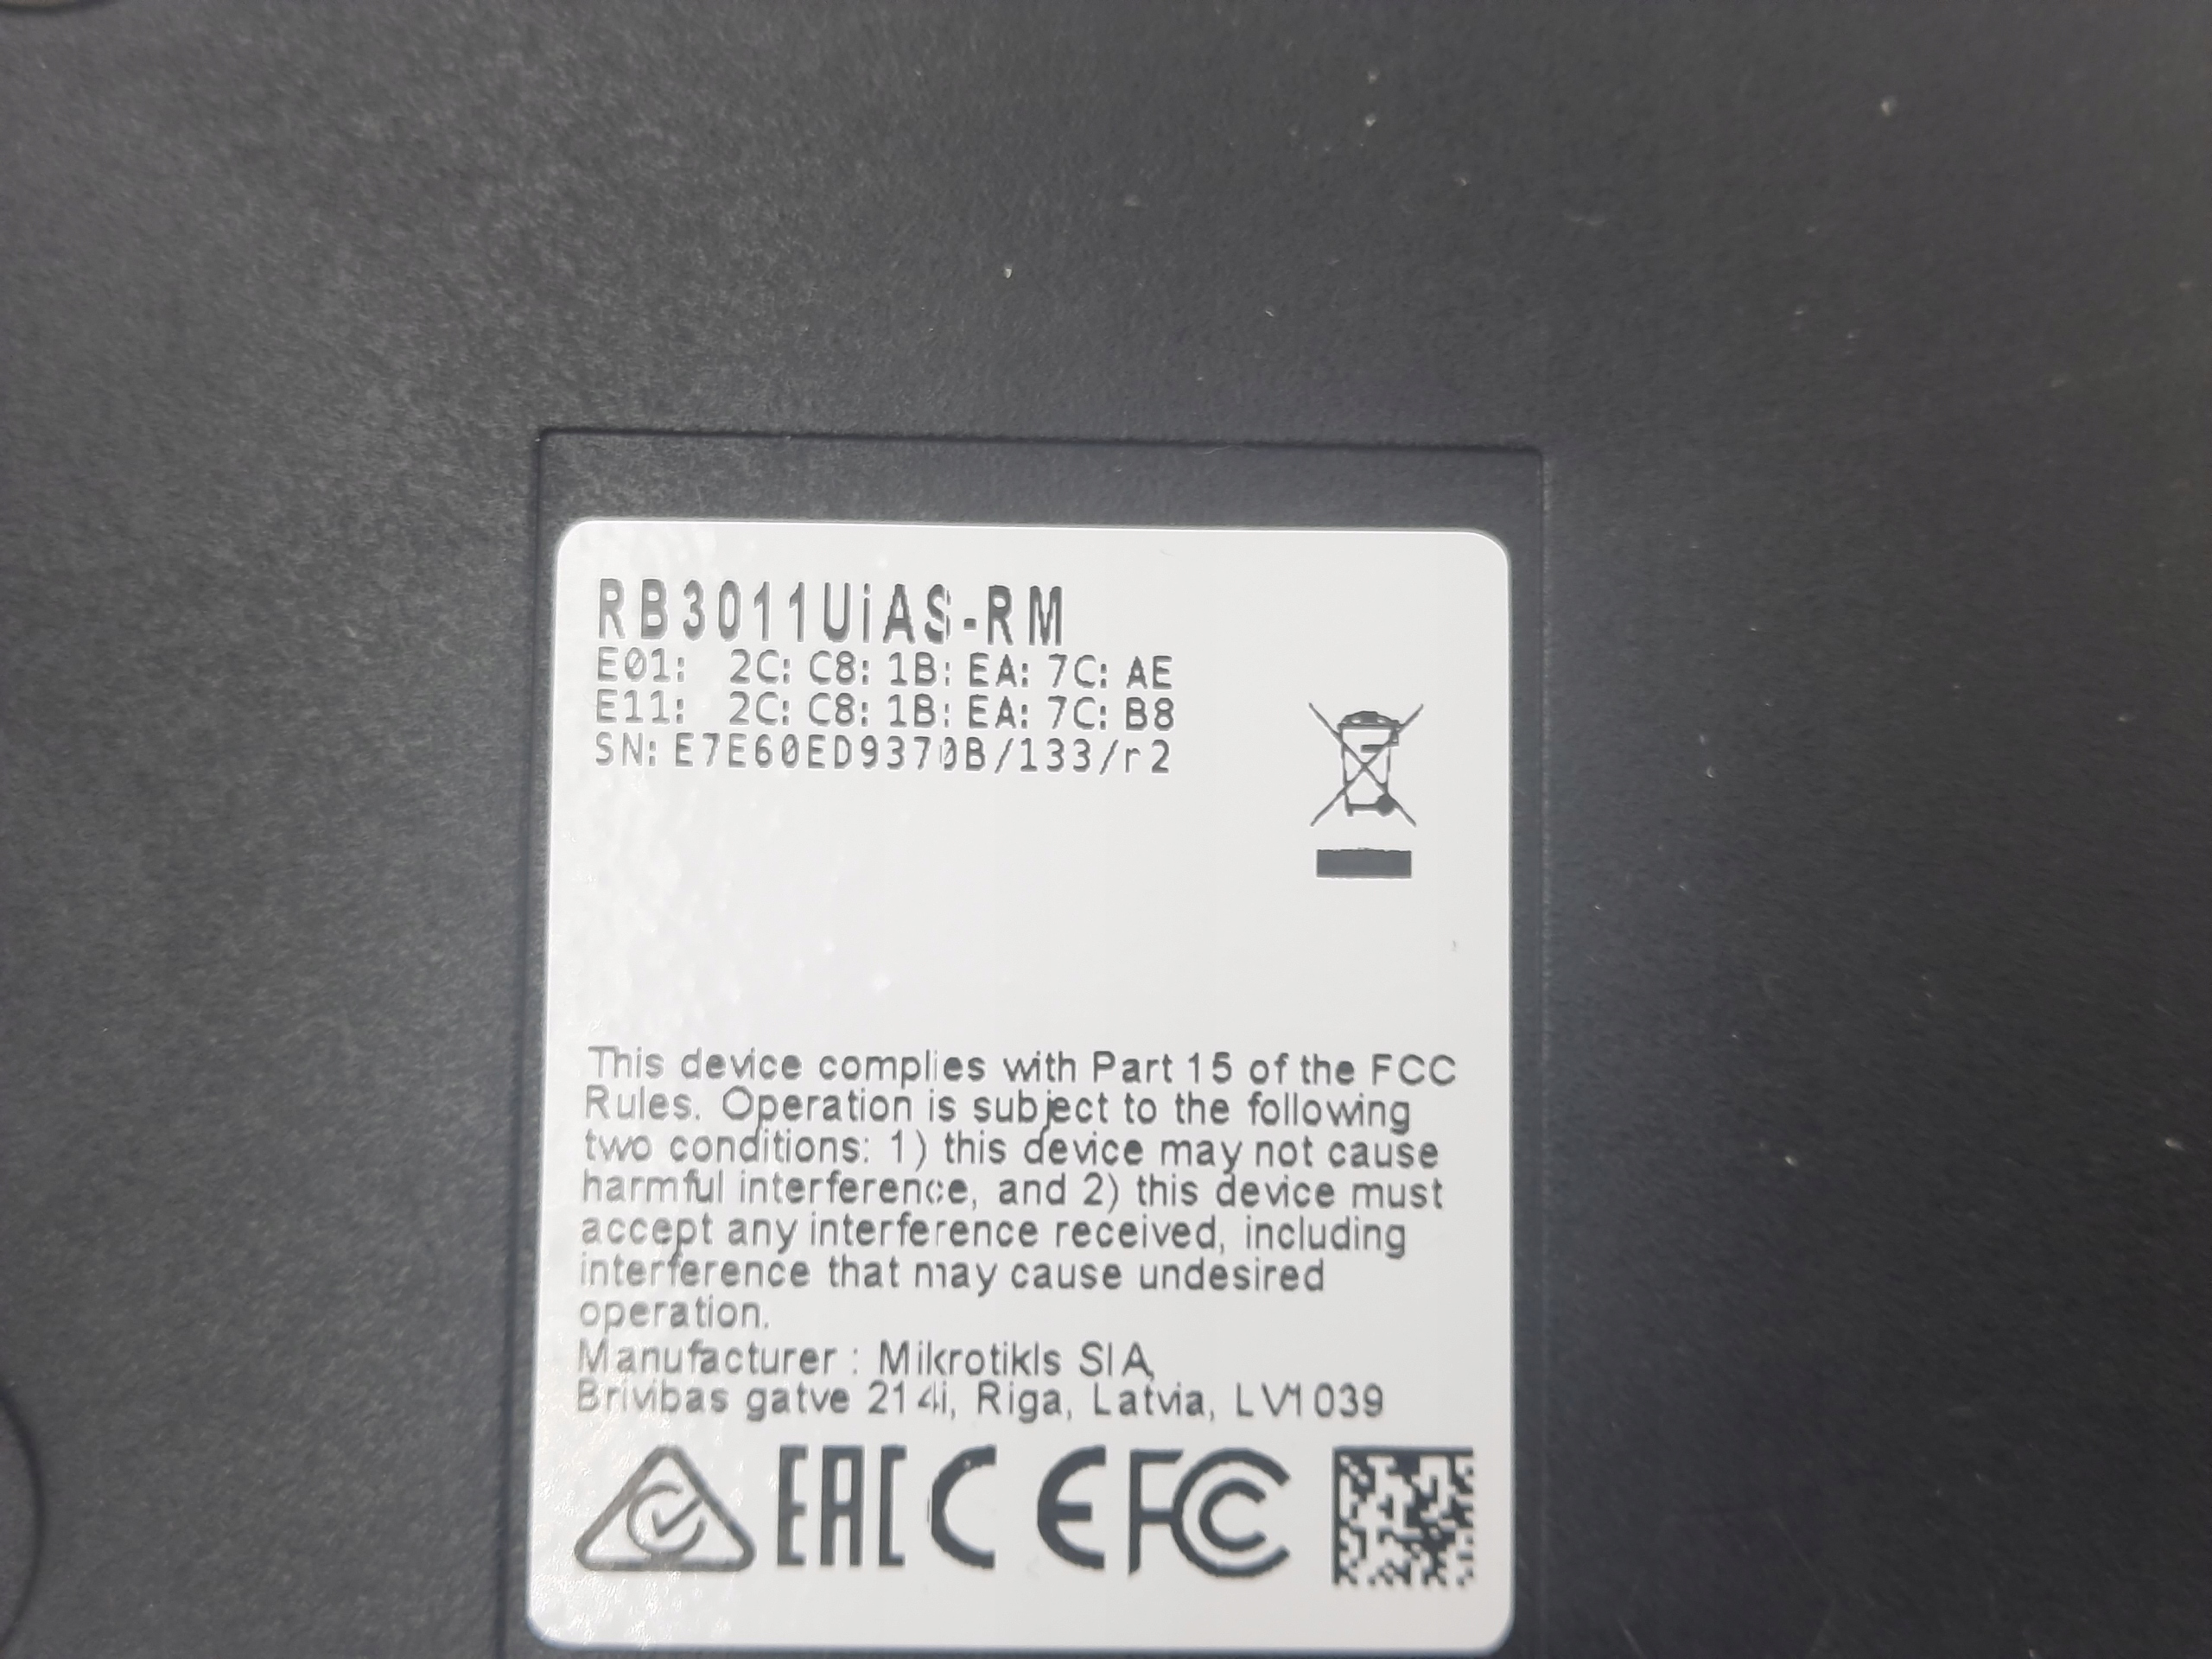 RB3011UiAS-RM
E01: 2C:C8:1B:EA:7C:AE
E11: 2C:C8:1B:EA:7C:B8
SN: E7E60ED9370B/133/r2
This device complies with Part 15 of the FCC
Rules. Operation is subject to the following
two conditions: 1) this device may not cause
harmful interference, and 2) this device must
accept any interference received, including
interference that may cause undesired
operation.
Manufacturer : Mikrotikls SIA,
Brivibas gatve 214i, Riga, Latvia, LV1039
EAC CE FC